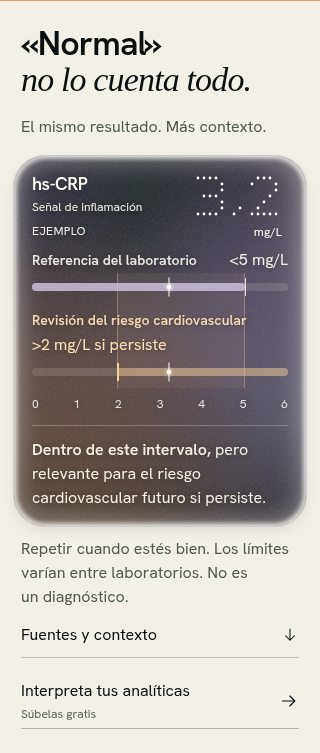 «Normal»
no lo cuenta todo.
El mismo resultado. Más contexto.
hs-CRP
3.2
Señal de inflamación
EJEMPLO
mg/L
Referencia del laboratorio <5 mg/L
Revisión del riesgo cardiovascular
>2 mg/L si persiste
0 1 2 3 4 5 6
Dentro de este intervalo, pero
relevante para el riesgo
cardiovascular futuro si persiste.
Repetir cuando estés bien. Los límites
varían entre laboratorios. No es
un diagnóstico.
Fuentes y contexto ↓
Interpreta tus analíticas →
Súbelas gratis